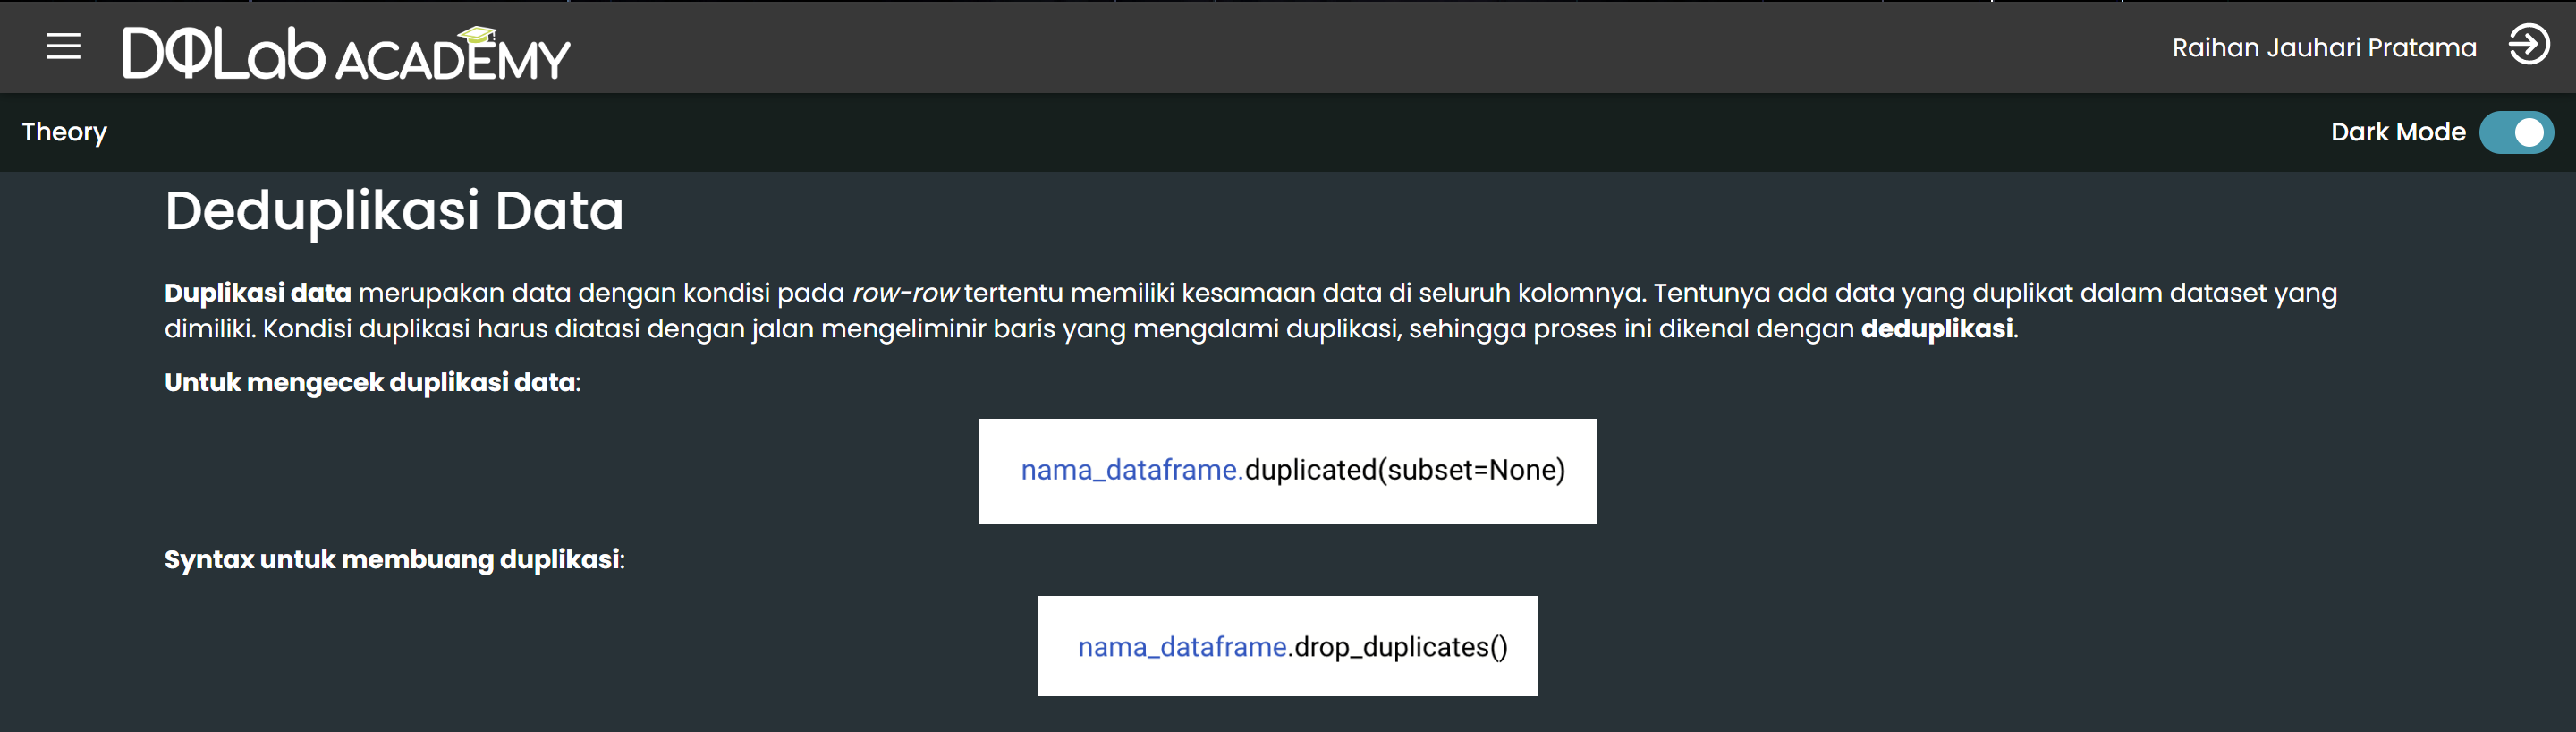 DQLab ACADEMY
Raihan Jauhari Pratama
Theory
Dark Mode
Deduplikasi Data
Duplikasi data merupakan data dengan kondisi pada row-row tertentu memiliki kesamaan data di seluruh kolomnya. Tentunya ada data yang duplikat dalam dataset yang
dimiliki. Kondisi duplikasi harus diatasi dengan jalan mengeliminir baris yang mengalami duplikasi, sehingga proses ini dikenal dengan deduplikasi.
Untuk mengecek duplikasi data:
nama_dataframe.duplicated(subset=None)
Syntax untuk membuang duplikasi:
nama_dataframe.drop_duplicates()